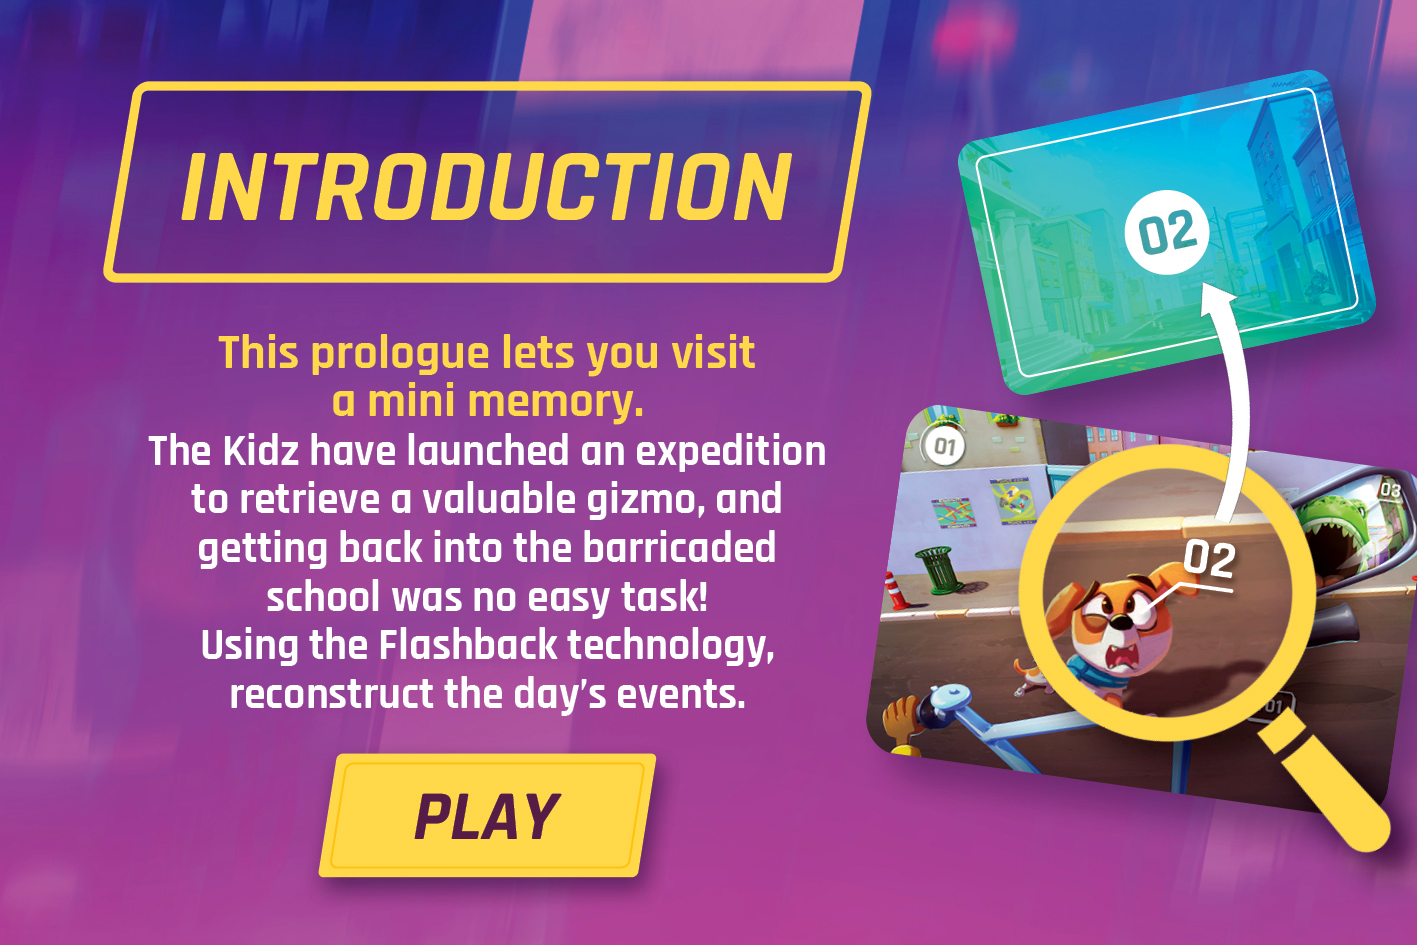 INTRODUCTION
This prologue lets you visit
a mini memory.
The Kidz have launched an expedition
to retrieve a valuable gizmo, and
getting back into the barricaded
school was no easy task!
Using the Flashback technology,
reconstruct the day's events.
PLAY
02
01
03
02
01